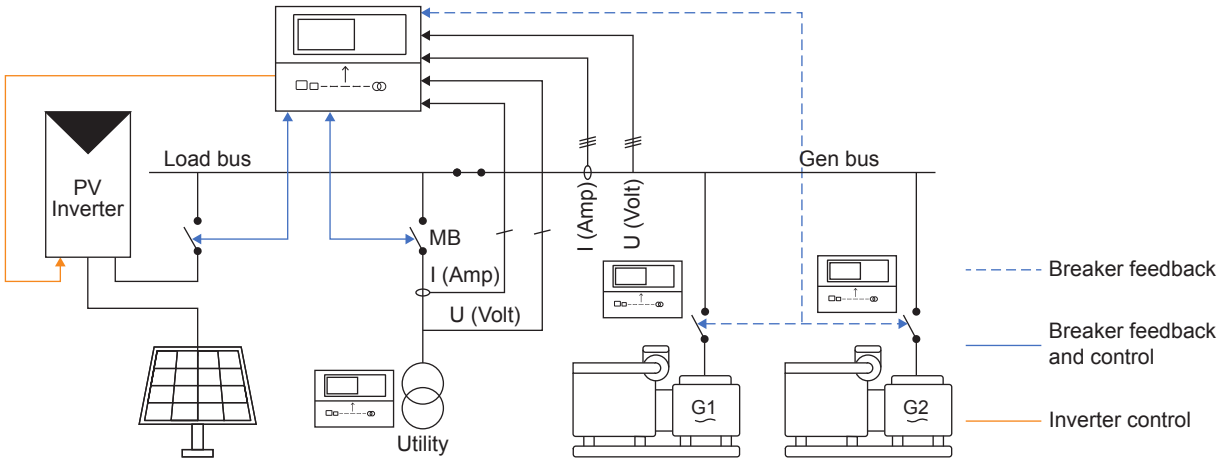 Load bus
Gen bus
PV
Inverter
I (Amp)
U (Volt)
MB
I (Amp)
U (Volt)
Utility
G1
G2
Breaker feedback
Breaker feedback
and control
Inverter control